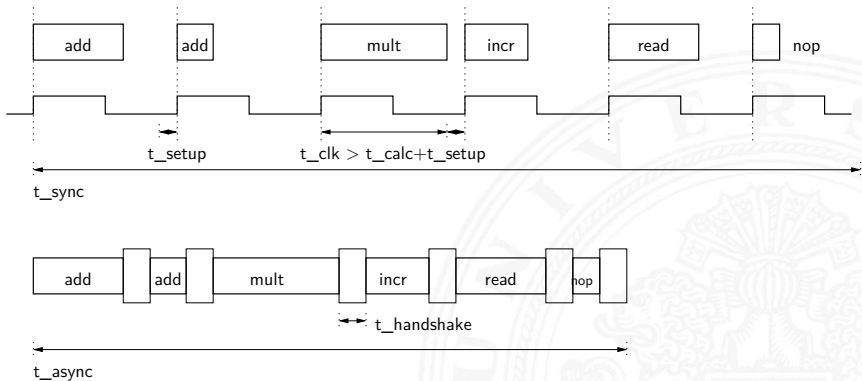 add add mult incr read nop
t_setup t_clk > t_calc+t_setup
t_sync
add add mult incr read nop
t_handshake
t_async
UNIVERS